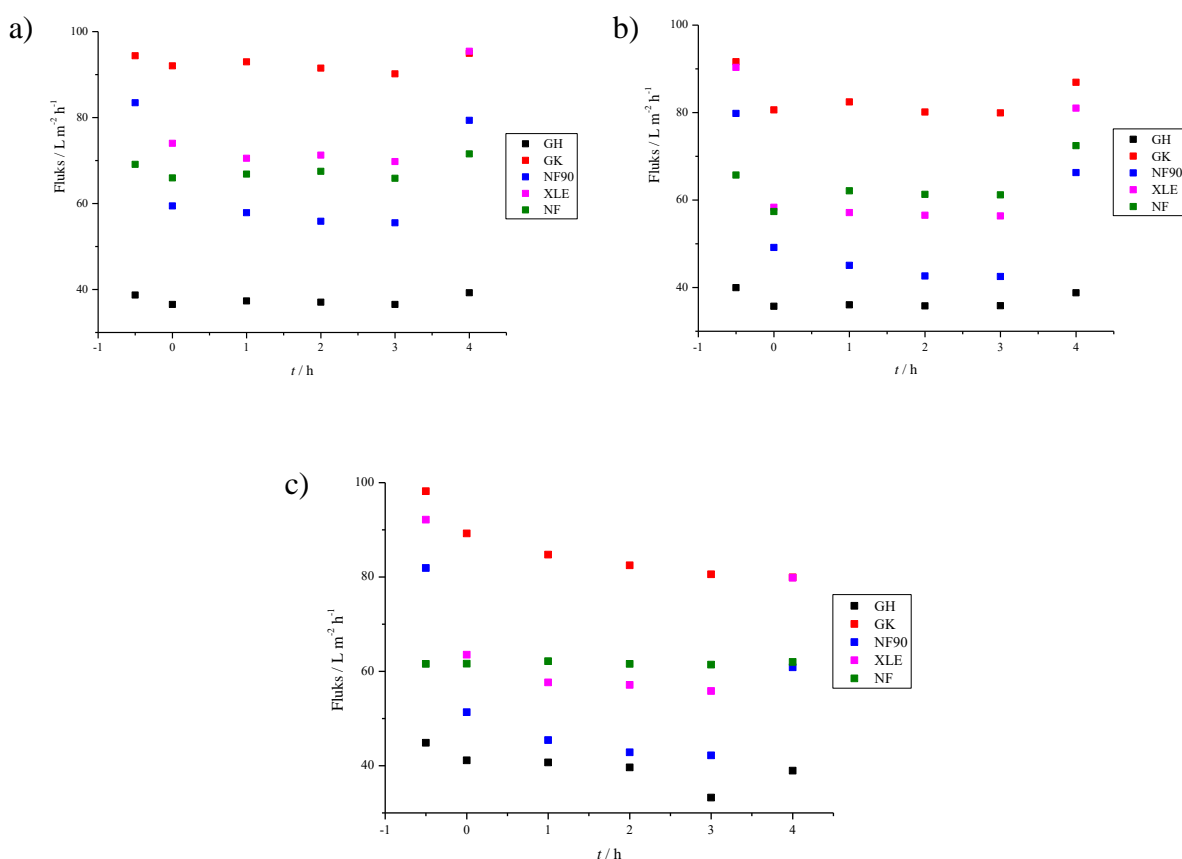 a)
100
80
60
40
Fluks / L m⁻² h⁻¹
-1 0 1 2 3 4
t / h
GH
GK
NF90
XLE
NF
b)
100
80
60
40
Fluks / L m⁻² h⁻¹
-1 0 1 2 3 4
t / h
GH
GK
NF90
XLE
NF
c)
100
80
60
40
Fluks / L m⁻² h⁻¹
-1 0 1 2 3 4
t / h
GH
GK
NF90
XLE
NF